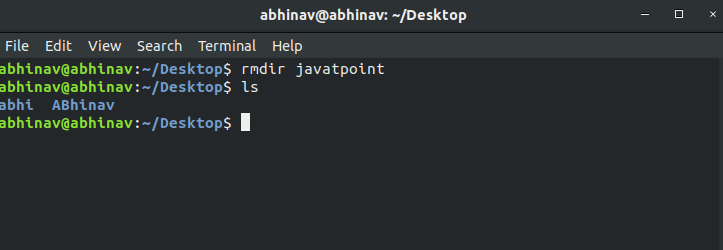 abhinav@abhinav: ~/Desktop
File Edit View Search Terminal Help
abhinav@abhinav:~/Desktop$ rmdir javatpoint
abhinav@abhinav:~/Desktop$ ls
abhi  ABhinav
abhinav@abhinav:~/Desktop$